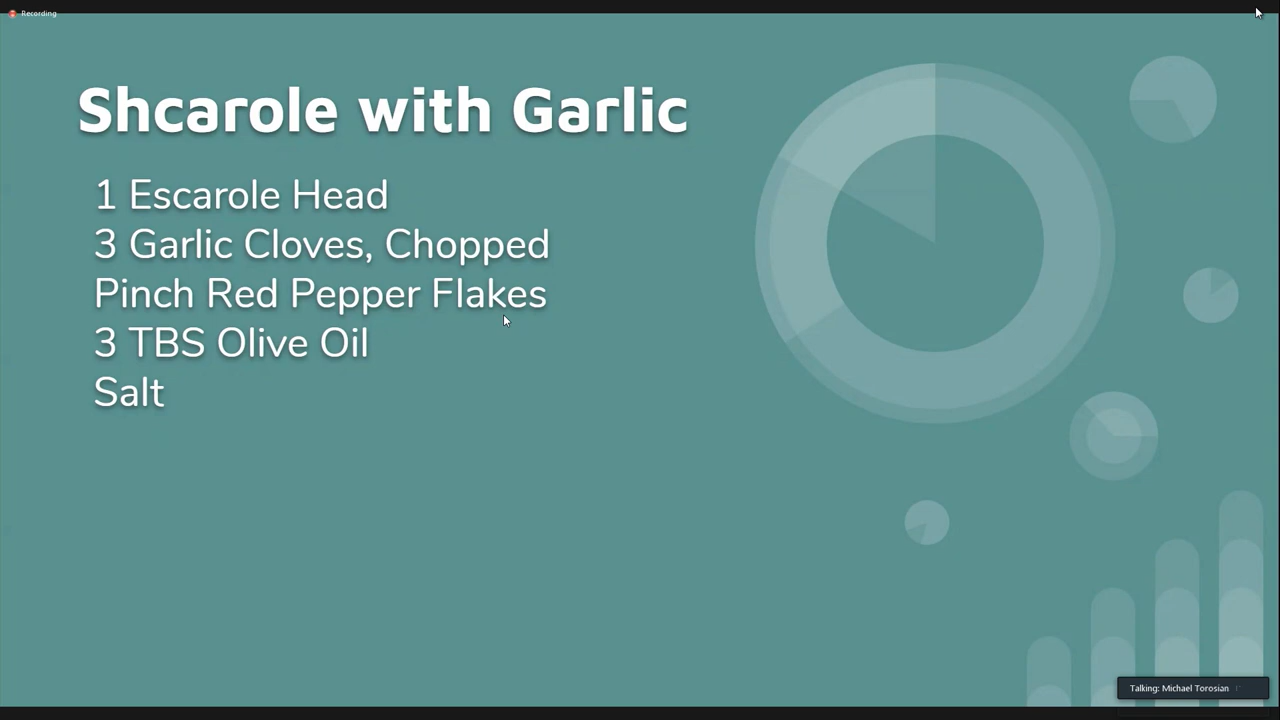 Recording
Shcarole with Garlic
1 Escarole Head
3 Garlic Cloves, Chopped
Pinch Red Pepper Flakes
3 TBS Olive Oil
Salt
Talking: Michael Torosian